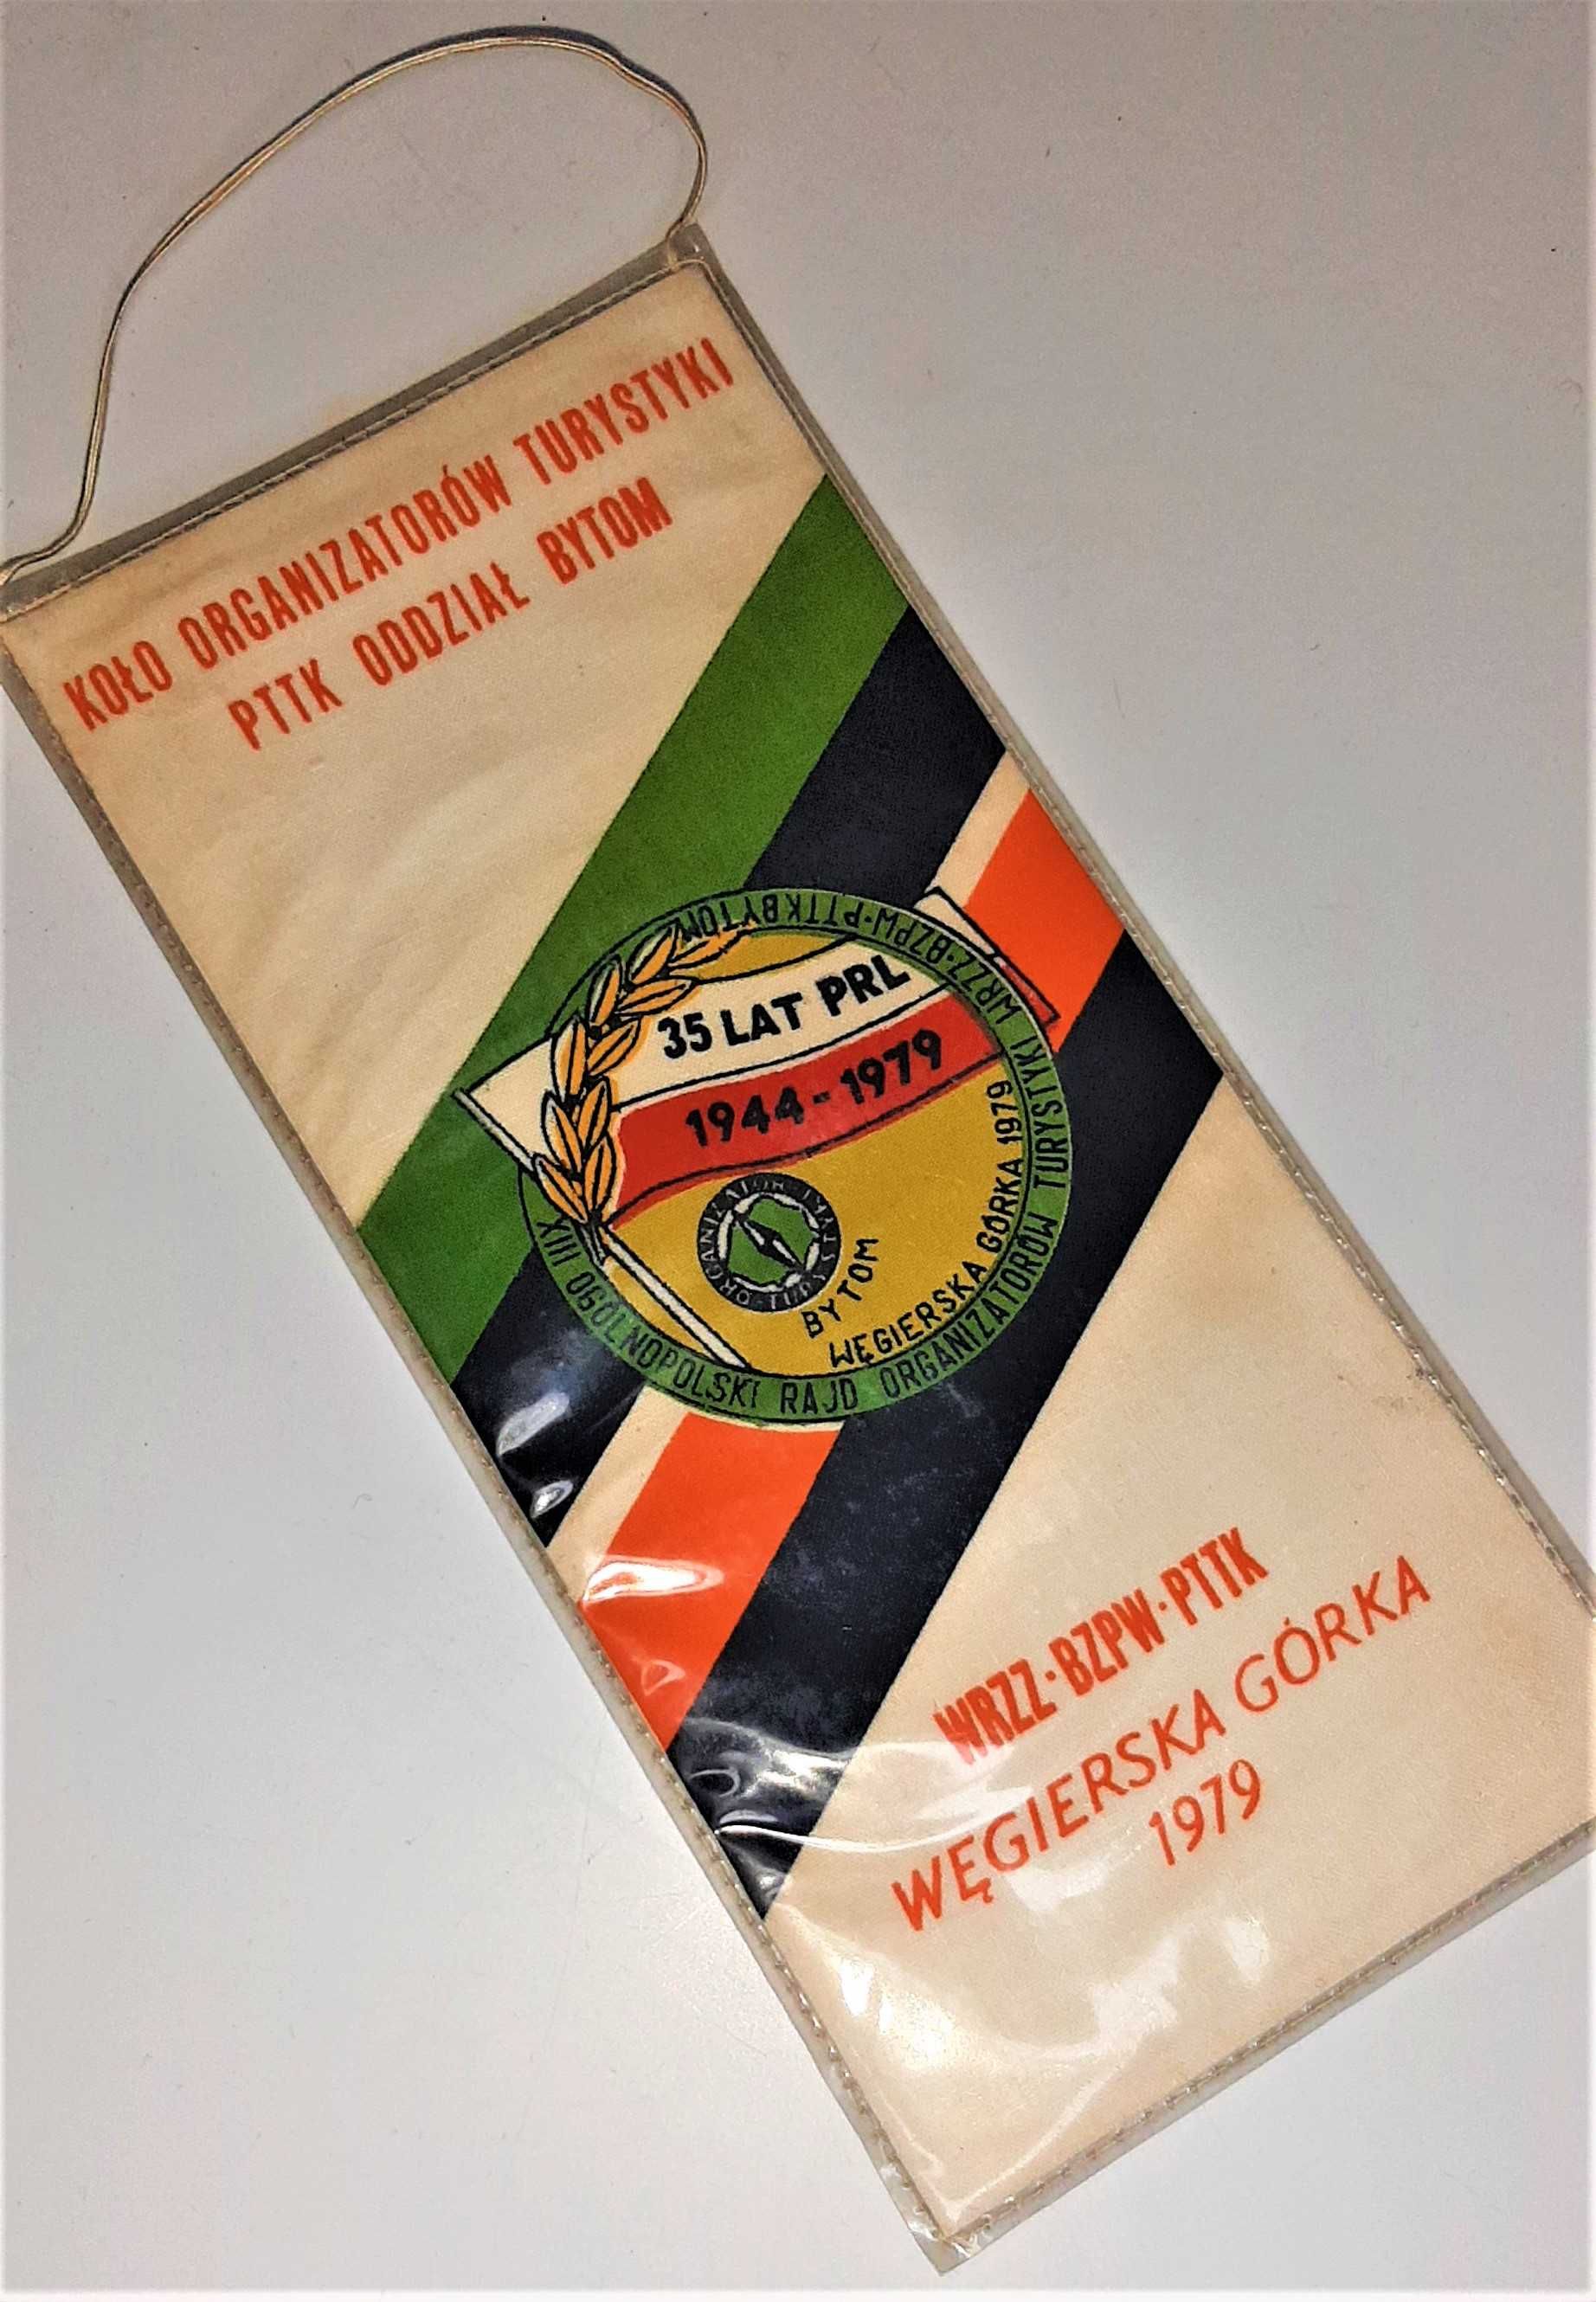 KOŁO ORGANIZATORÓW TURYSTYKI
PTTK ODDZIAŁ BYTOM
WRZZ·BZPW·PTTK BYTOM
35 LAT PRL
1944-1979
BYTOM
WĘGIERSKA GÓRKA 1979
XIII OGÓLNOPOLSKI RAJD ORGANIZATORÓW TURYSTYKI
WRZZ·BZPW·PTTK
WĘGIERSKA GÓRKA
1979